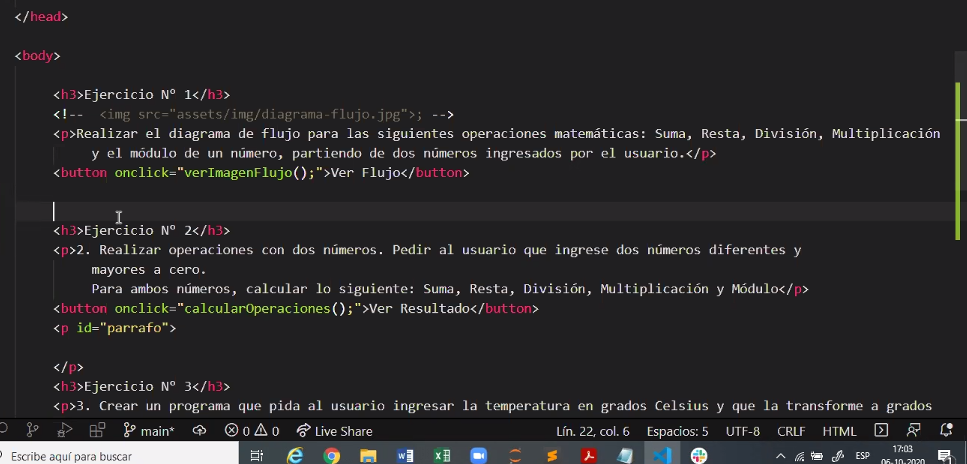 </head>
<body>
<h3>Ejercicio N° 1</h3>
<!-- <img src="assets/img/diagrama-flujo.jpg">; -->
<p>Realizar el diagrama de flujo para las siguientes operaciones matemáticas: Suma, Resta, División, Multiplicación
y el módulo de un número, partiendo de dos números ingresados por el usuario.</p>
<button onclick="verImagenFlujo();">Ver Flujo</button>
<h3>Ejercicio N° 2</h3>
<p>2. Realizar operaciones con dos números. Pedir al usuario que ingrese dos números diferentes y
mayores a cero.
Para ambos números, calcular lo siguiente: Suma, Resta, División, Multiplicación y Módulo</p>
<button onclick="calcularOperaciones();">Ver Resultado</button>
<p id="parrafo">
</p>
<h3>Ejercicio N° 3</h3>
<p>3. Crear un programa que pida al usuario ingresar la temperatura en grados Celsius y que la transforme a grados
main* 0 0 Live Share Lín. 22, col. 6 Espacios: 5 UTF-8 CRLF HTML
Escribe aquí para buscar ESP 17:03
06-10-2020